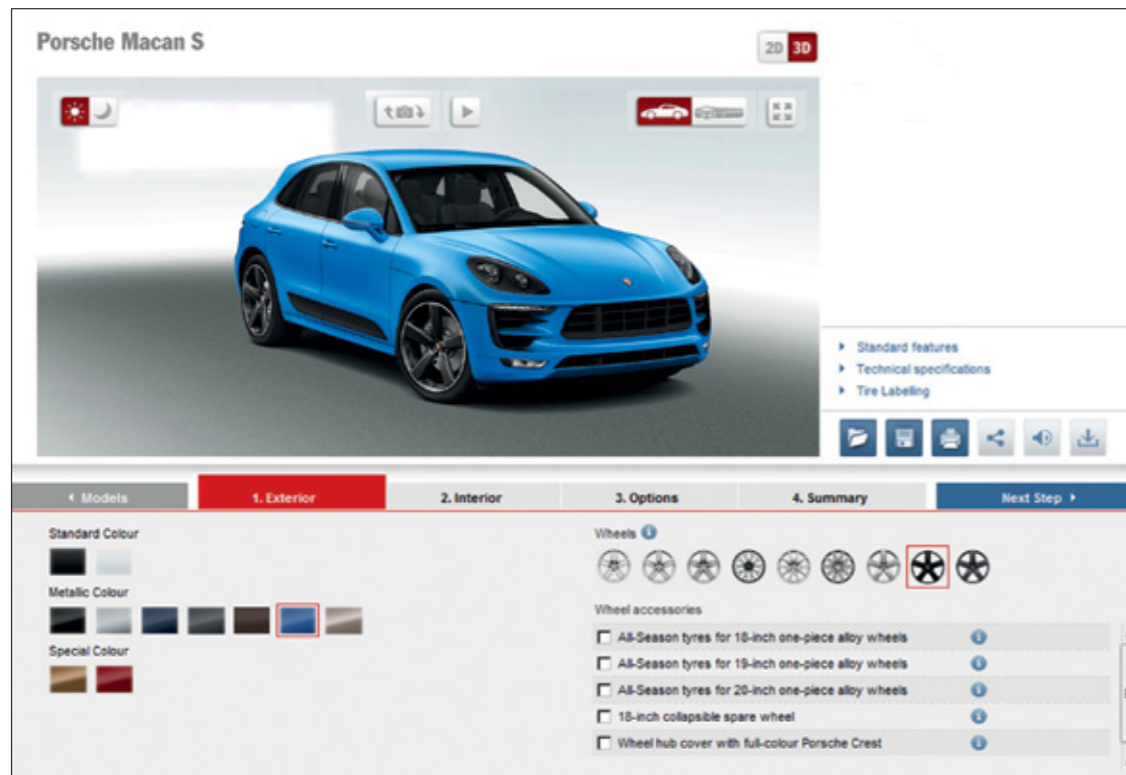 Porsche Macan S
2D 3D
Standard features
Technical specifications
Tire Labelling
Models
1. Exterior
2. Interior
3. Options
4. Summary
Next Step
Standard Colour
Metallic Colour
Special Colour
Wheels
Wheel accessories
All-Season tyres for 18-inch one-piece alloy wheels
All-Season tyres for 19-inch one-piece alloy wheels
All-Season tyres for 20-inch one-piece alloy wheels
18-inch collapsible spare wheel
Wheel hub cover with full-colour Porsche Crest